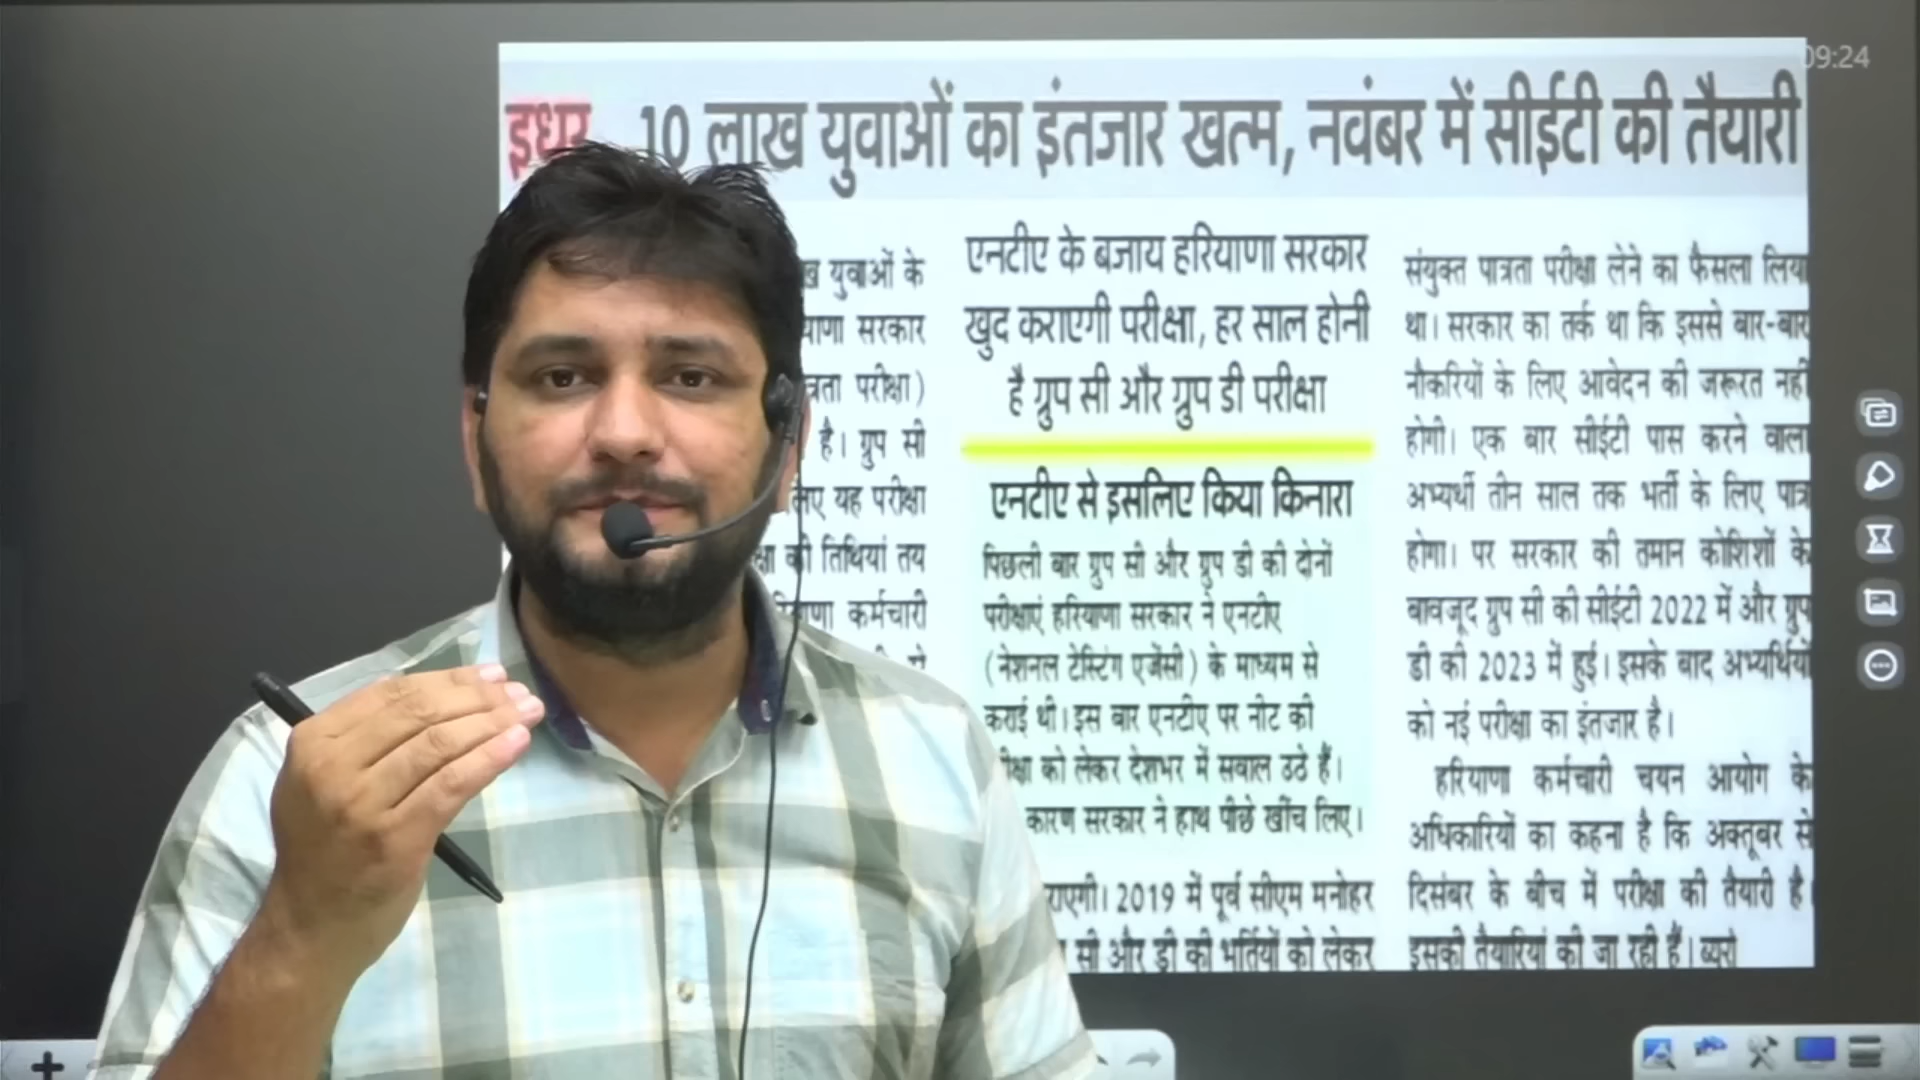 09:24
इधर 10 लाख युवाओं का इंतजार खत्म, नवंबर में सीईटी की तैयारी
युवाओं के
सरकार
परीक्षा)
है। ग्रुप सी
यह परीक्षा
की तिथियां तय
कर्मचारी
एनटीए के बजाय हरियाणा सरकार
खुद कराएगी परीक्षा, हर साल होनी
है ग्रुप सी और ग्रुप डी परीक्षा
एनटीए से इसलिए किया किनारा
पिछली बार ग्रुप सी और ग्रुप डी की दोनों
परीक्षाएं हरियाणा सरकार ने एनटीए
(नेशनल टेस्टिंग एजेंसी) के माध्यम से
कराई थी। इस बार एनटीए पर नीट की
को लेकर देशभर में सवाल उठे हैं।
कारण सरकार ने हाथ पीछे खींच लिए।
2019 में पूर्व सीएम मनोहर
सी और डी की भर्तियों को लेकर
संयुक्त पात्रता परीक्षा लेने का फैसला लिया
था। सरकार का तर्क था कि इससे बार-बार
नौकरियों के लिए आवेदन की जरूरत नहीं
होगी। एक बार सीईटी पास करने वाला
अभ्यर्थी तीन साल तक भर्ती के लिए पात्र
होगा। पर सरकार की तमान कोशिशों के
बावजूद ग्रुप सी की सीईटी 2022 में और ग्रुप
डी की 2023 में हुई। इसके बाद अभ्यर्थियों
को नई परीक्षा का इंतजार है।
हरियाणा कर्मचारी चयन आयोग के
अधिकारियों का कहना है कि अक्तूबर से
दिसंबर के बीच में परीक्षा की तैयारी है।
इसकी तैयारियां की जा रही हैं। ब्यूरो